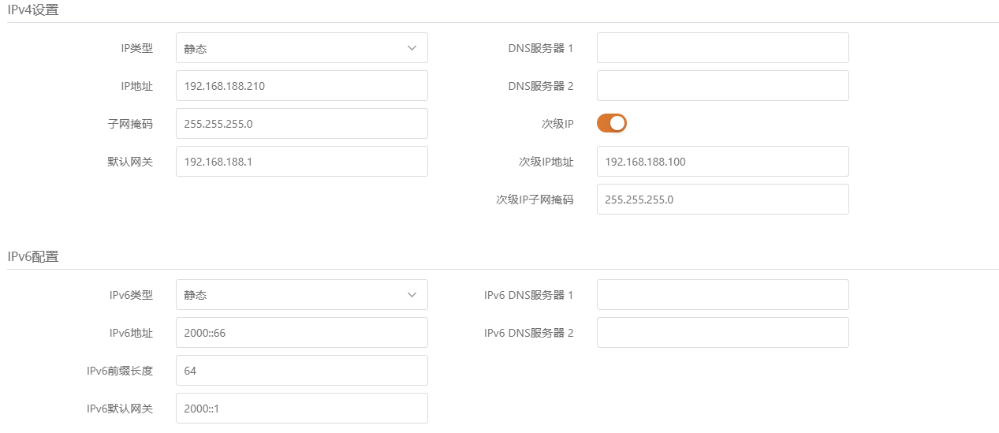 IPv4设置
IP类型 静态 DNS服务器 1
IP地址 192.168.188.210 DNS服务器 2
子网掩码 255.255.255.0 次级IP
默认网关 192.168.188.1 次级IP地址 192.168.188.100
次级IP子网掩码 255.255.255.0
IPv6配置
IPv6类型 静态 IPv6 DNS服务器 1
IPv6地址 2000::66 IPv6 DNS服务器 2
IPv6前缀长度 64
IPv6默认网关 2000::1